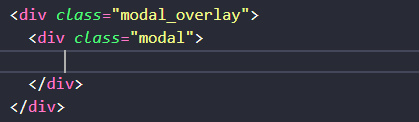 <div class="modal_overlay">
  <div class="modal">
  </div>
</div>